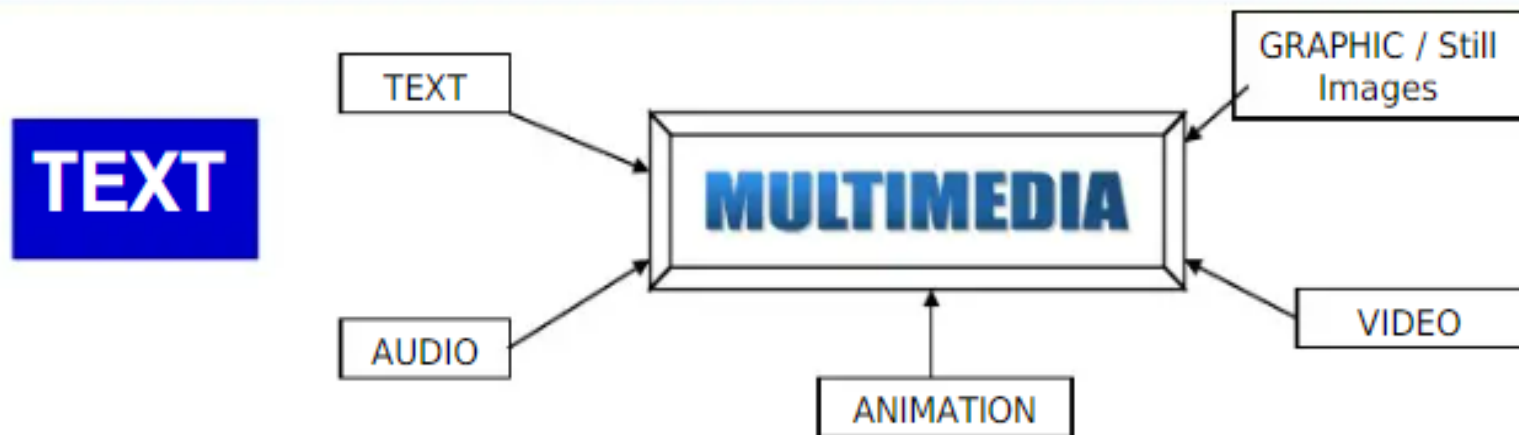 TEXT
TEXT
GRAPHIC / Still
Images
MULTIMEDIA
AUDIO
VIDEO
ANIMATION